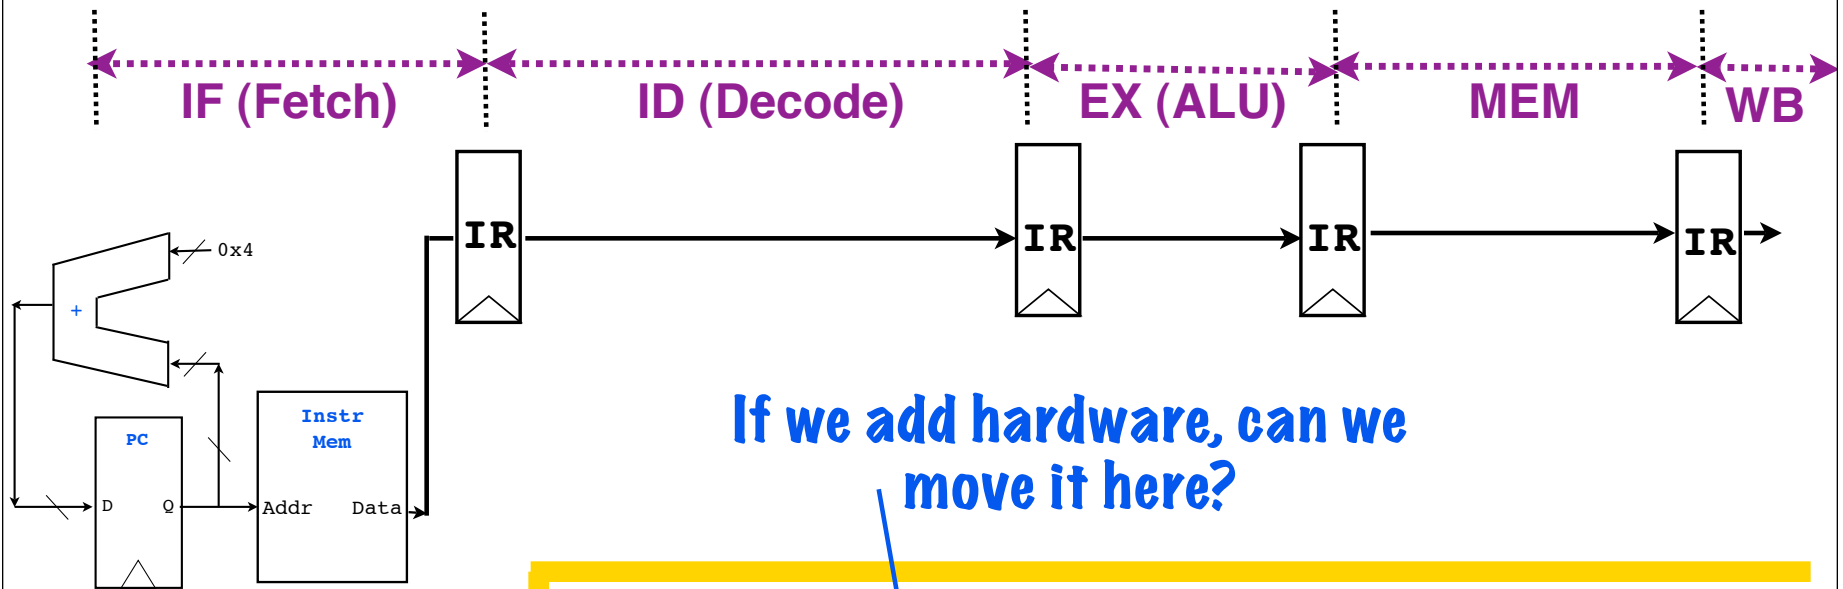 IF (Fetch)
ID (Decode)
EX (ALU)
MEM
WB
IR
IR
IR
IR
0x4
+
Instr
Mem
PC
D
Q
Addr
Data
If we add hardware, can we
move it here?